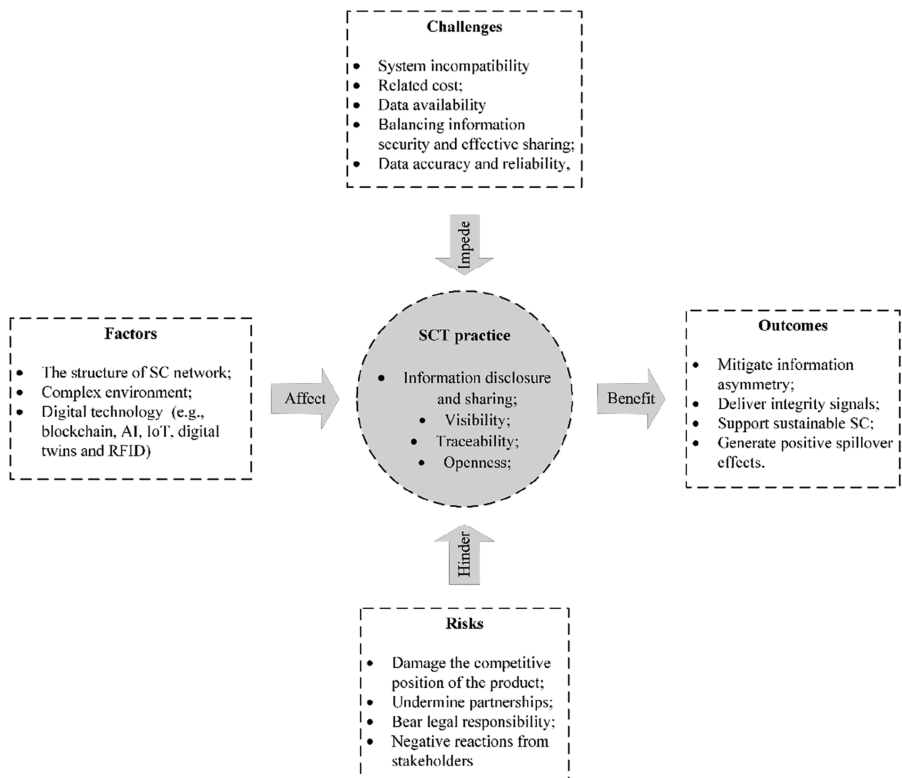 Challenges
• System incompatibility
• Related cost;
• Data availability
• Balancing information
security and effective sharing;
• Data accuracy and reliability,
Impede
Factors
• The structure of SC network;
• Complex environment;
• Digital technology (e.g.,
blockchain, AI, IoT, digital
twins and RFID)
Affect
SCT practice
• Information disclosure
and sharing;
• Visibility;
• Traceability;
• Openness;
Benefit
Outcomes
• Mitigate information
asymmetry;
• Deliver integrity signals;
• Support sustainable SC;
• Generate positive spillover
effects.
Hinder
Risks
• Damage the competitive
position of the product;
• Undermine partnerships;
• Bear legal responsibility;
• Negative reactions from
stakeholders